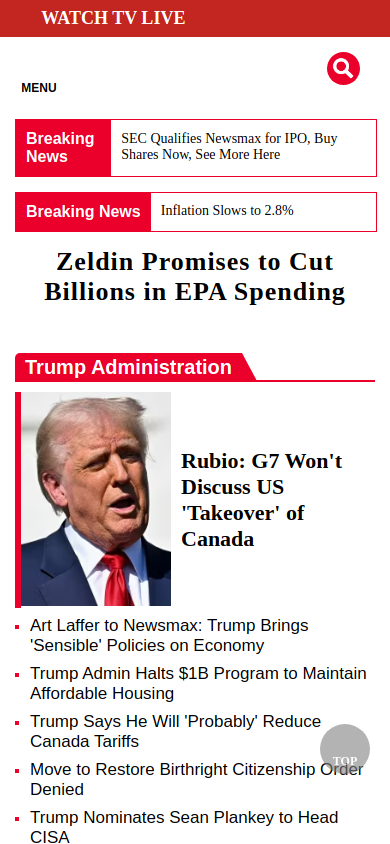 WATCH TV LIVE
MENU
Breaking
News
SEC Qualifies Newsmax for IPO, Buy
Shares Now, See More Here
Breaking News
Inflation Slows to 2.8%
Zeldin Promises to Cut
Billions in EPA Spending
Trump Administration
Rubio: G7 Won't
Discuss US
'Takeover' of
Canada
Art Laffer to Newsmax: Trump Brings
'Sensible' Policies on Economy
Trump Admin Halts $1B Program to Maintain
Affordable Housing
Trump Says He Will 'Probably' Reduce
Canada Tariffs
TOP
Move to Restore Birthright Citizenship Order
Denied
Trump Nominates Sean Plankey to Head
CISA